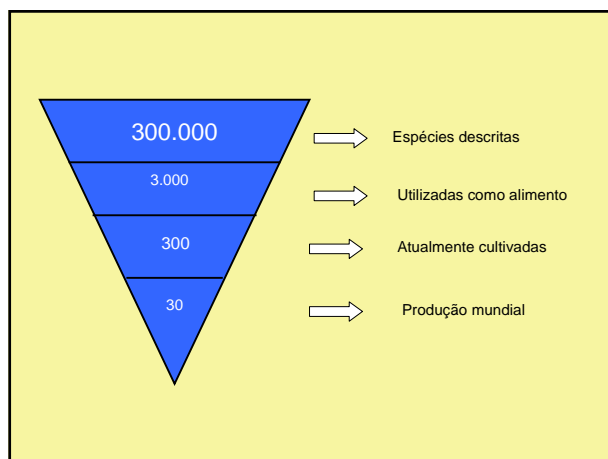 300.000
Espécies descritas
3.000
Utilizadas como alimento
300
Atualmente cultivadas
30
Produção mundial